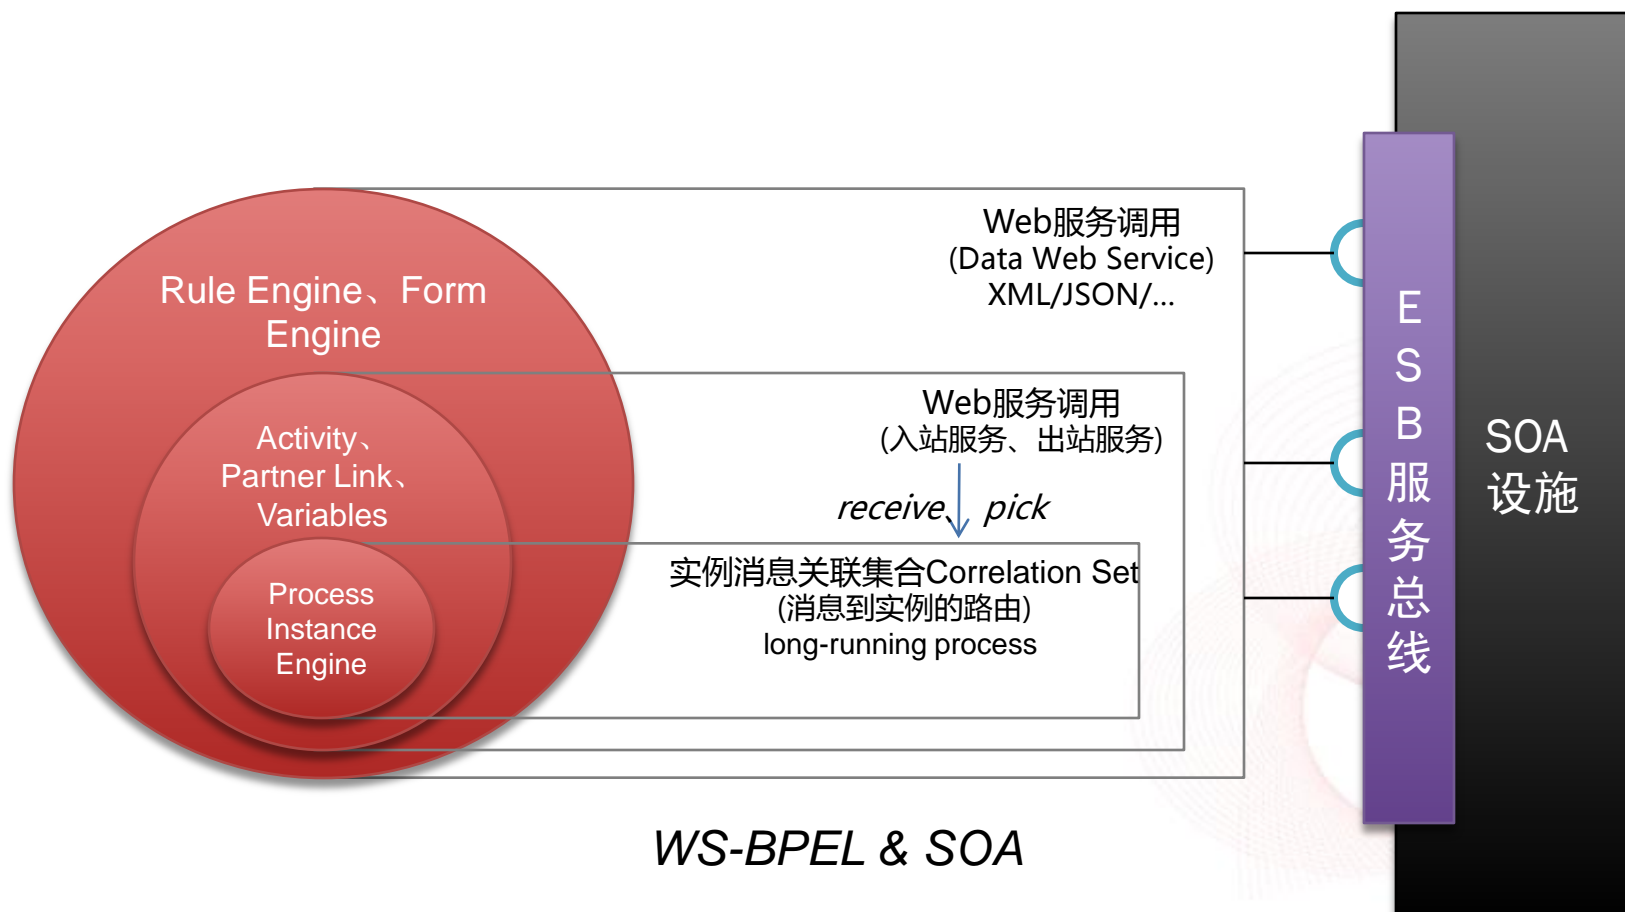 Rule Engine、Form
Engine
Activity、
Partner Link、
Variables
Process
Instance
Engine
Web服务调用
(Data Web Service)
XML/JSON/...
Web服务调用
(入站服务、出站服务)
receive、 pick
实例消息关联集合Correlation Set
(消息到实例的路由)
long-running process
E
S
B
服
务
总
线
SOA
设施
WS-BPEL & SOA